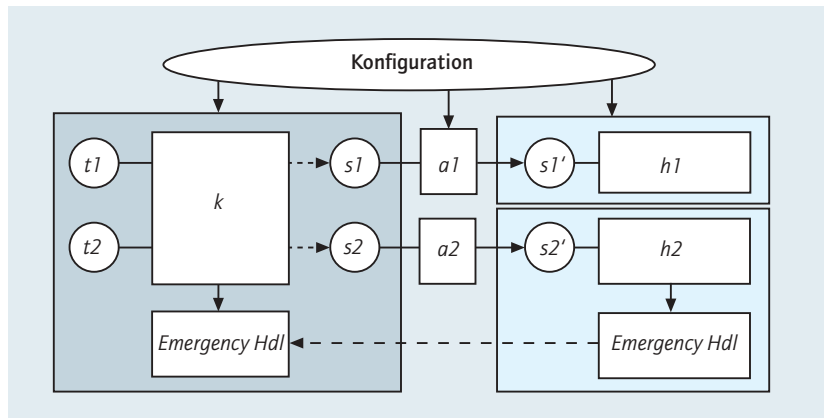 Konfiguration
t1
k
s1
a1
s1‘
h1
t2
s2
a2
s2‘
h2
Emergency Hdl
Emergency Hdl